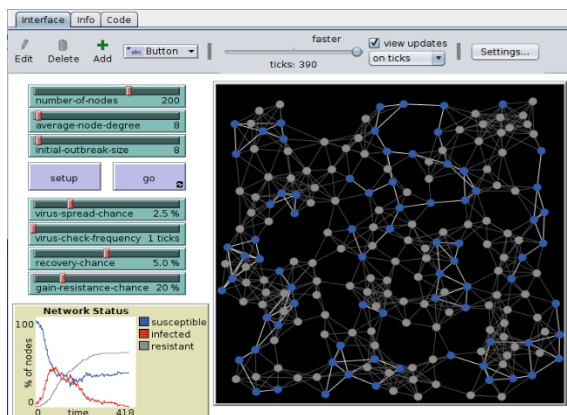 Interface Info Code
Edit Delete Add abc Button faster view updates Settings...
ticks: 390 on ticks
number-of-nodes 200
average-node-degree 8
initial-outbreak-size 8
setup go
virus-spread-chance 2.5 %
virus-check-frequency 1 ticks
recovery-chance 5.0 %
gain-resistance-chance 20 %
Network Status
100
% of nodes
0
0 time 418
susceptible
infected
resistant